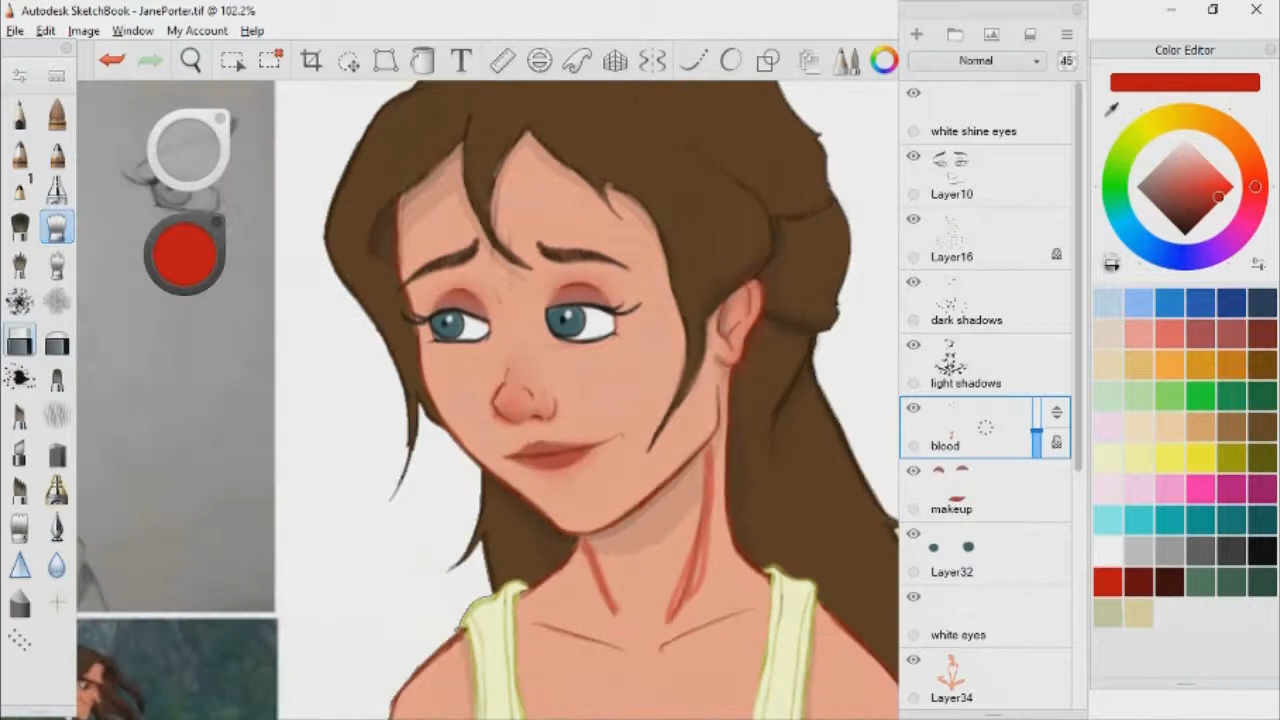 Autodesk SketchBook - JanePorter.tif @ 102.2%
File Edit Image Window My Account Help
Normal
45
Color Editor
1
white shine eyes
Layer10
Layer16
dark shadows
light shadows
blood
makeup
Layer32
white eyes
Layer34